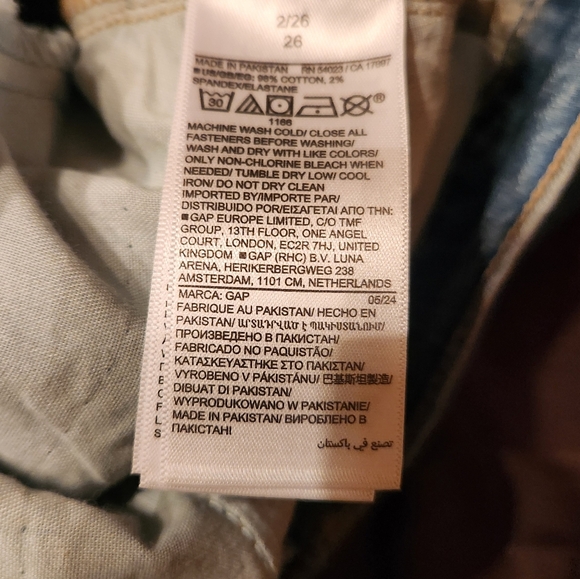 2/26
26
MADE IN PAKISTAN RN 54023 / CA 17897
■US/GB/EG: 98% COTTON, 2%
SPANDEX/ELASTANE
30 ®
1166
MACHINE WASH COLD/ CLOSE ALL
FASTENERS BEFORE WASHING/
WASH AND DRY WITH LIKE COLORS/
ONLY NON-CHLORINE BLEACH WHEN
NEEDED/ TUMBLE DRY LOW/ COOL
IRON/ DO NOT DRY CLEAN
IMPORTED BY/IMPORTE PAR/
DISTRIBUIDO POR/ΕΙΣΑΓΕΤΑΙ ΑΠΟ ΤΗΝ:
■GAP EUROPE LIMITED, C/O TMF
GROUP, 13TH FLOOR, ONE ANGEL
COURT, LONDON, EC2R 7HJ, UNITED
KINGDOM ■GAP (RHC) B.V. LUNA
ARENA, HERIKERBERGWEG 238
AMSTERDAM, 1101 CM, NETHERLANDS
MARCA: GAP 05/24
FABRIQUE AU PAKISTAN/ HECHO EN
PAKISTAN/ ԱՐՏԱԴՐՎԱԾ Է ՊԱԿԻՍՏԱՆՈՒՄ/
ПРОИЗВЕДЕНО В ПАКИСТАН/
FABRICADO NO PAQUISTÃO/
ΚΑΤΑΣΚΕΥΑΣΤΗΚΕ ΣΤΟ ΠΑΚΙΣΤΑΝ/
VYROBENO V PÁKISTÁNU/ 巴基斯坦製造/
DIBUAT DI PAKISTAN/
WYPRODUKOWANO W PAKISTANIE/
MADE IN PAKISTAN/ ВИРОБЛЕНО В
ПАКІСТАНІ
تصنع في باكستان